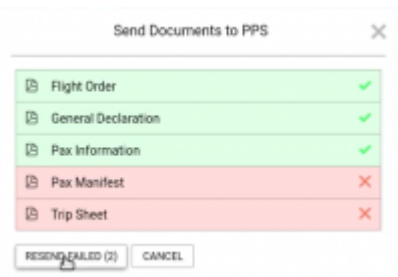 Send Documents to PPS
Flight Order
General Declaration
Pax Information
Pax Manifest
Trip Sheet
RESEND FAILED (2) CANCEL